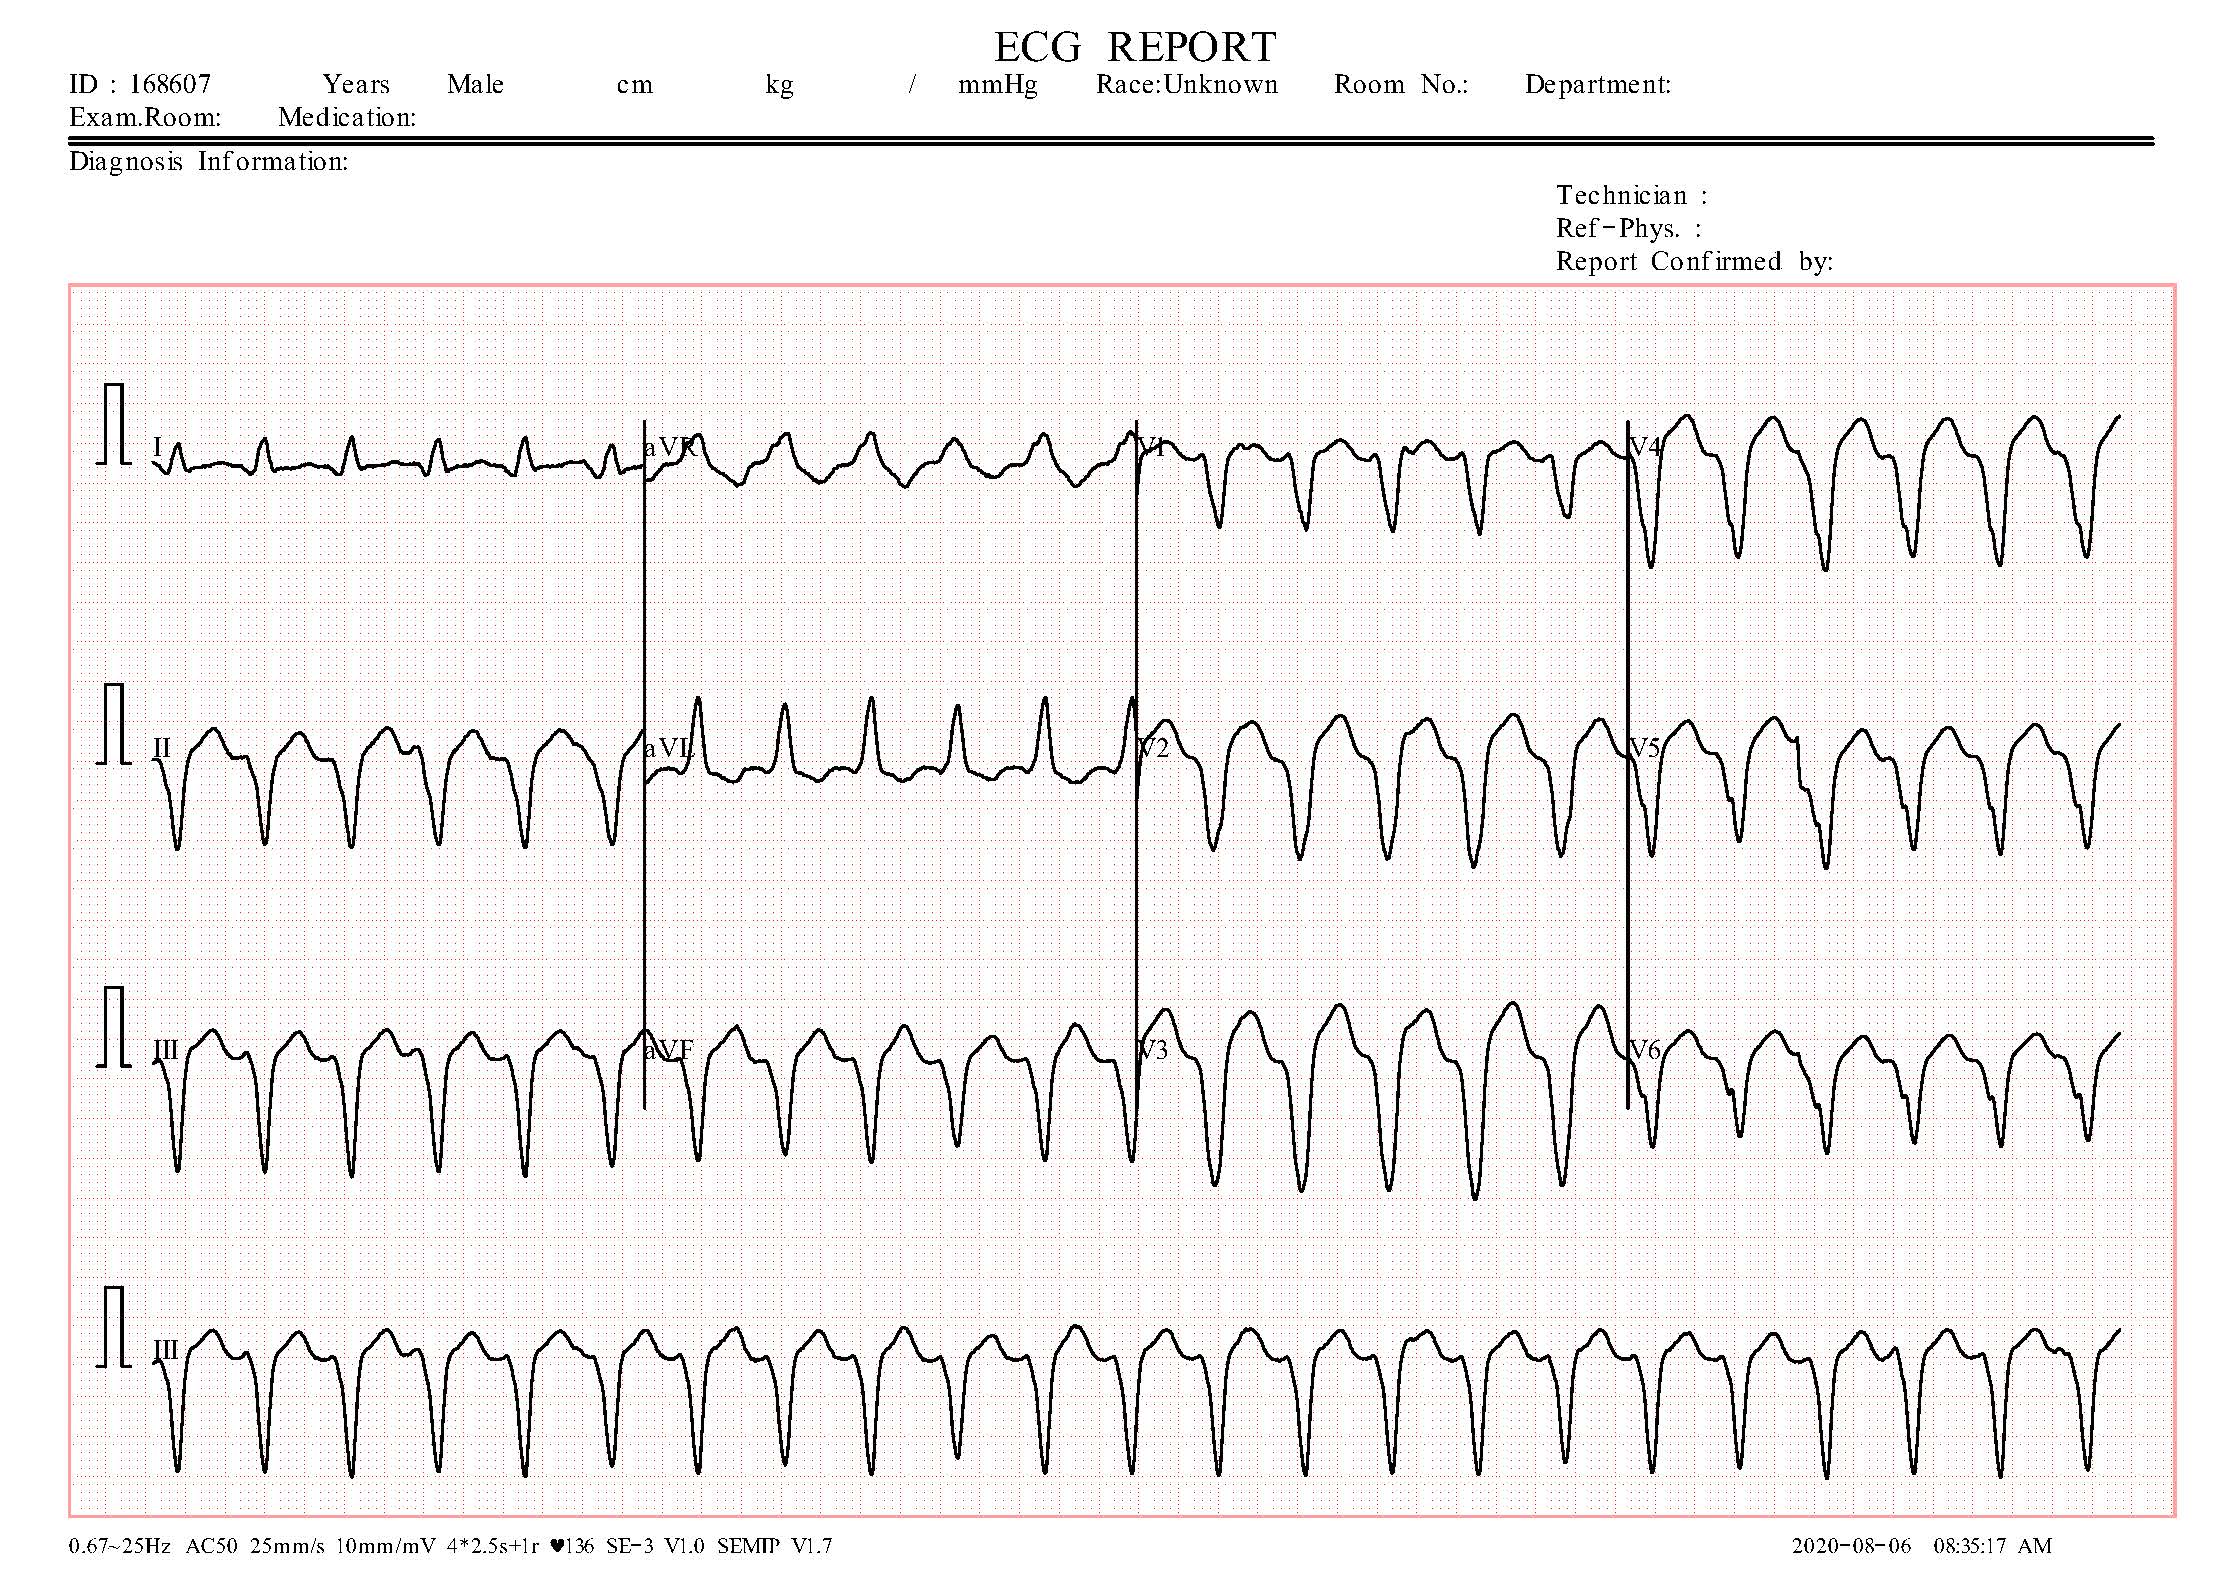 ECG REPORT
ID : 168607 Years Male cm kg / mmHg Race:Unknown Room No.: Department:
Exam.Room: Medication:
Diagnosis Information:
Technician :
Ref-Phys. :
Report Confirmed by:
I aVR V1 V4
II aVL V2 V5
III aVF V3 V6
III
0.67~25Hz AC50 25mm/s 10mm/mV 4*2.5s+1r ♥136 SE-3 V1.0 SEMIP V1.7 2020-08-06 08:35:17 AM